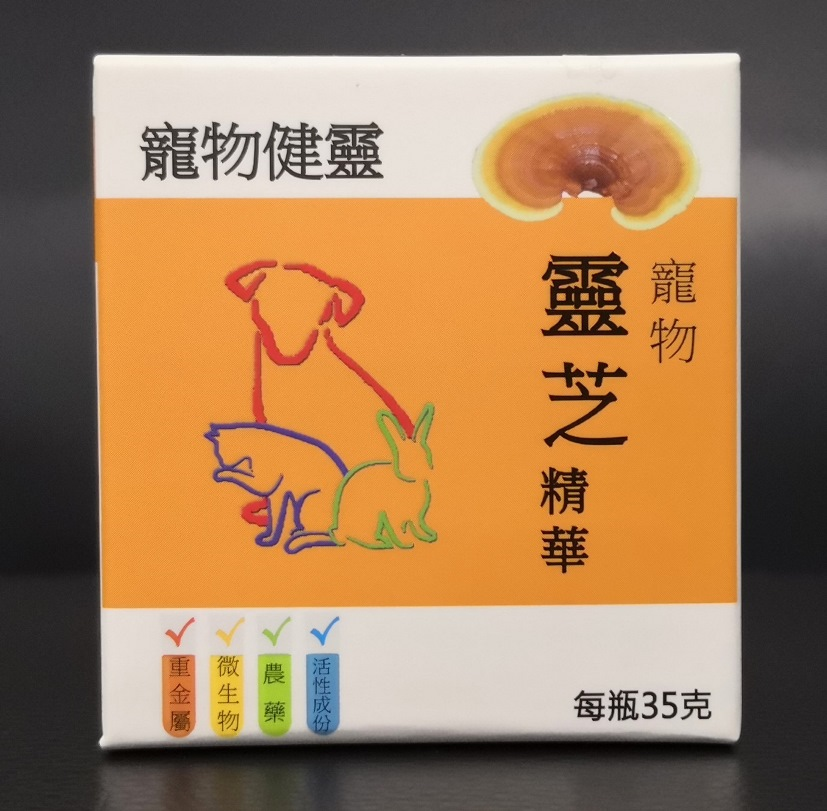 寵物健靈
寵物
靈芝精華
重金屬
微生物
農藥
活性成份
每瓶35克